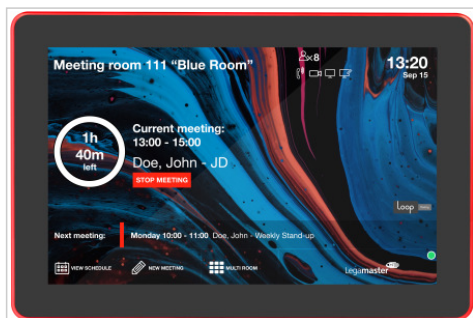 Meeting room 111 "Blue Room"
x8
13:20
Sep 15
1h
40m
left
Current meeting:
13:00 - 15:00
Doe, John - JD
STOP MEETING
Loop
Next meeting:
Monday 10:00 - 11:00 Doe, John - Weekly Stand-up
VIEW SCHEDULE
NEW MEETING
MULTI ROOM
Legamaster